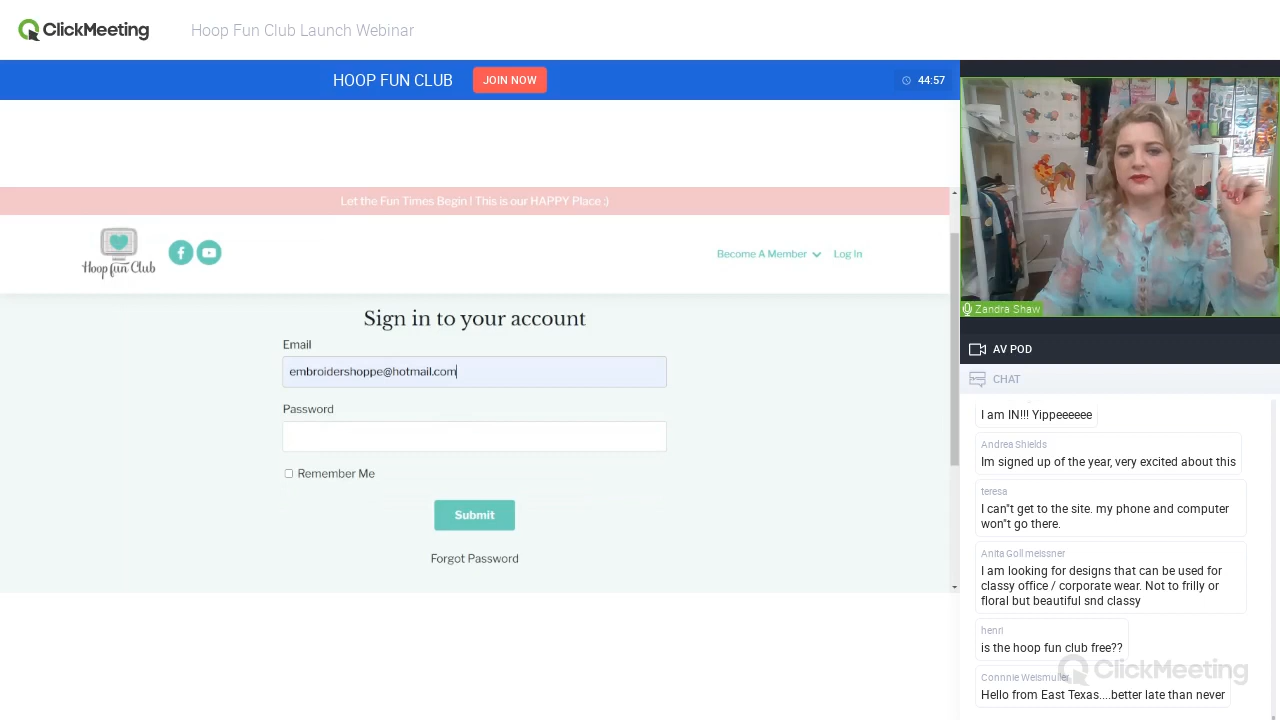 ClickMeeting
Hoop Fun Club Launch Webinar
HOOP FUN CLUB
JOIN NOW
44:57
Let the Fun Times Begin ! This is our HAPPY Place :)
Hoop fun Club
Become A Member
Log In
Sign in to your account
Email
embroidershoppe@hotmail.com
Password
Remember Me
Submit
Forgot Password
Zandra Shaw
AV POD
CHAT
I am IN!!! Yippeeeeee
Andrea Shields
Im signed up of the year, very excited about this
teresa
I can"t get to the site. my phone and computer
won"t go there.
Anita Goll meissner
I am looking for designs that can be used for
classy office / corporate wear. Not to frilly or
floral but beautiful snd classy
henri
is the hoop fun club free??
Connnie Weismuller
Hello from East Texas....better late than never
ClickMeeting